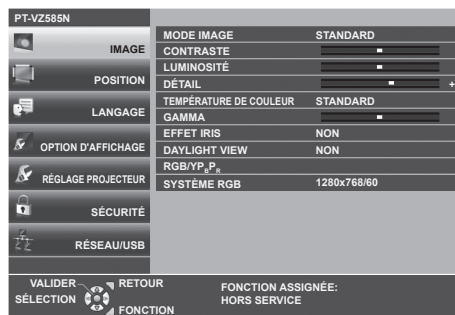 PT-VZ585N
IMAGE
POSITION
LANGAGE
OPTION D'AFFICHAGE
RÉGLAGE PROJECTEUR
SÉCURITÉ
RÉSEAU/USB
MODE IMAGE STANDARD
CONTRASTE
LUMINOSITÉ
DÉTAIL +
TEMPÉRATURE DE COULEUR STANDARD
GAMMA
EFFET IRIS NON
DAYLIGHT VIEW NON
RGB/YPBPR
SYSTÈME RGB 1280x768/60
VALIDER RETOUR
SÉLECTION
FONCTION
FONCTION ASSIGNÉE:
HORS SERVICE